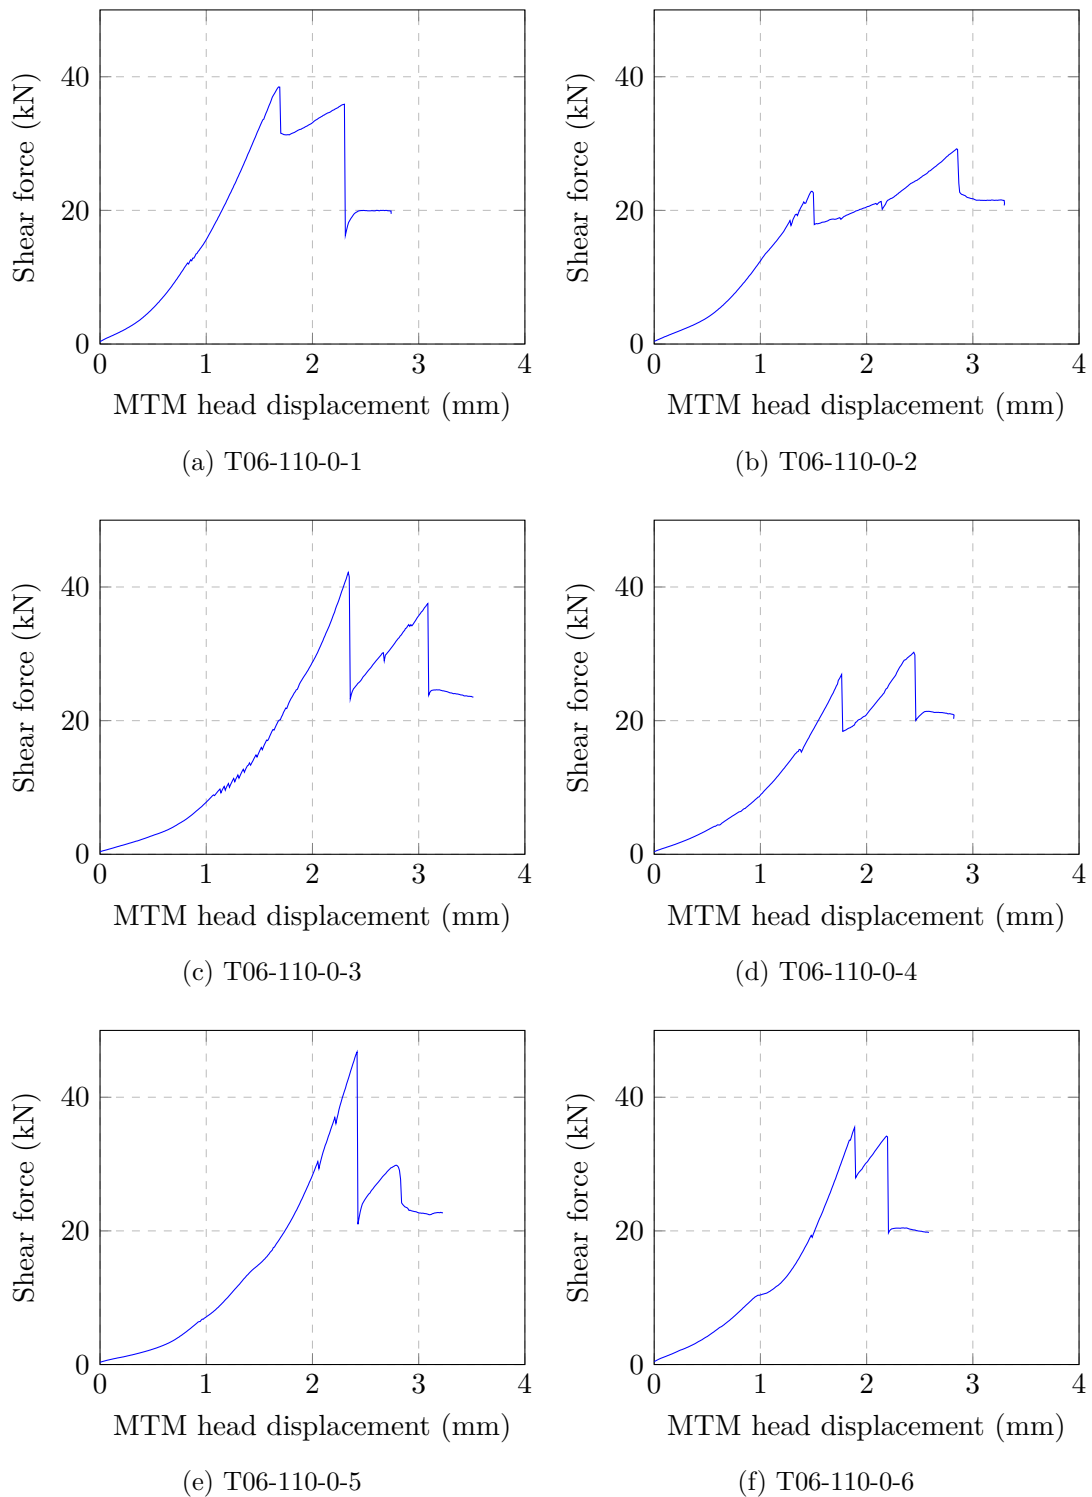 Shear force (kN)
40
20
0
0 1 2 3 4
MTM head displacement (mm)
(a) T06-110-0-1
Shear force (kN)
40
20
0
0 1 2 3 4
MTM head displacement (mm)
(b) T06-110-0-2
Shear force (kN)
40
20
0
0 1 2 3 4
MTM head displacement (mm)
(c) T06-110-0-3
Shear force (kN)
40
20
0
0 1 2 3 4
MTM head displacement (mm)
(d) T06-110-0-4
Shear force (kN)
40
20
0
0 1 2 3 4
MTM head displacement (mm)
(e) T06-110-0-5
Shear force (kN)
40
20
0
0 1 2 3 4
MTM head displacement (mm)
(f) T06-110-0-6